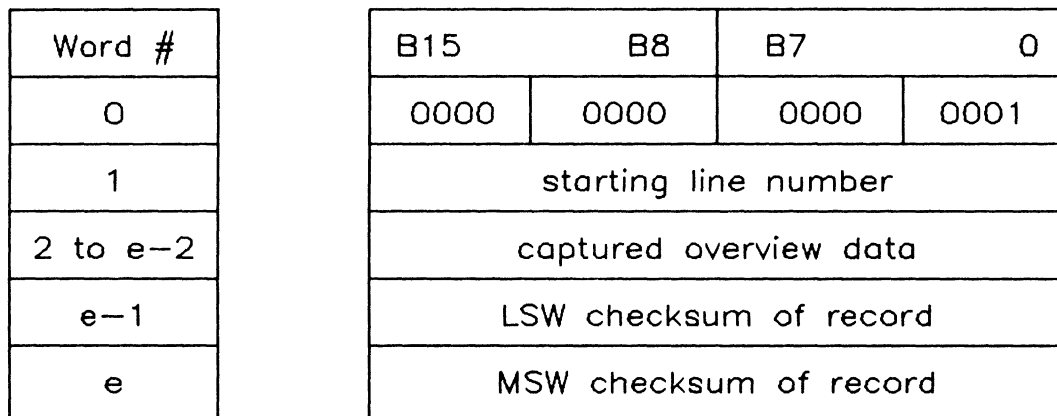 Word # B15 B8 B7 0
0 0000 0000 0000 0001
1 starting line number
2 to e-2 captured overview data
e-1 LSW checksum of record
e MSW checksum of record